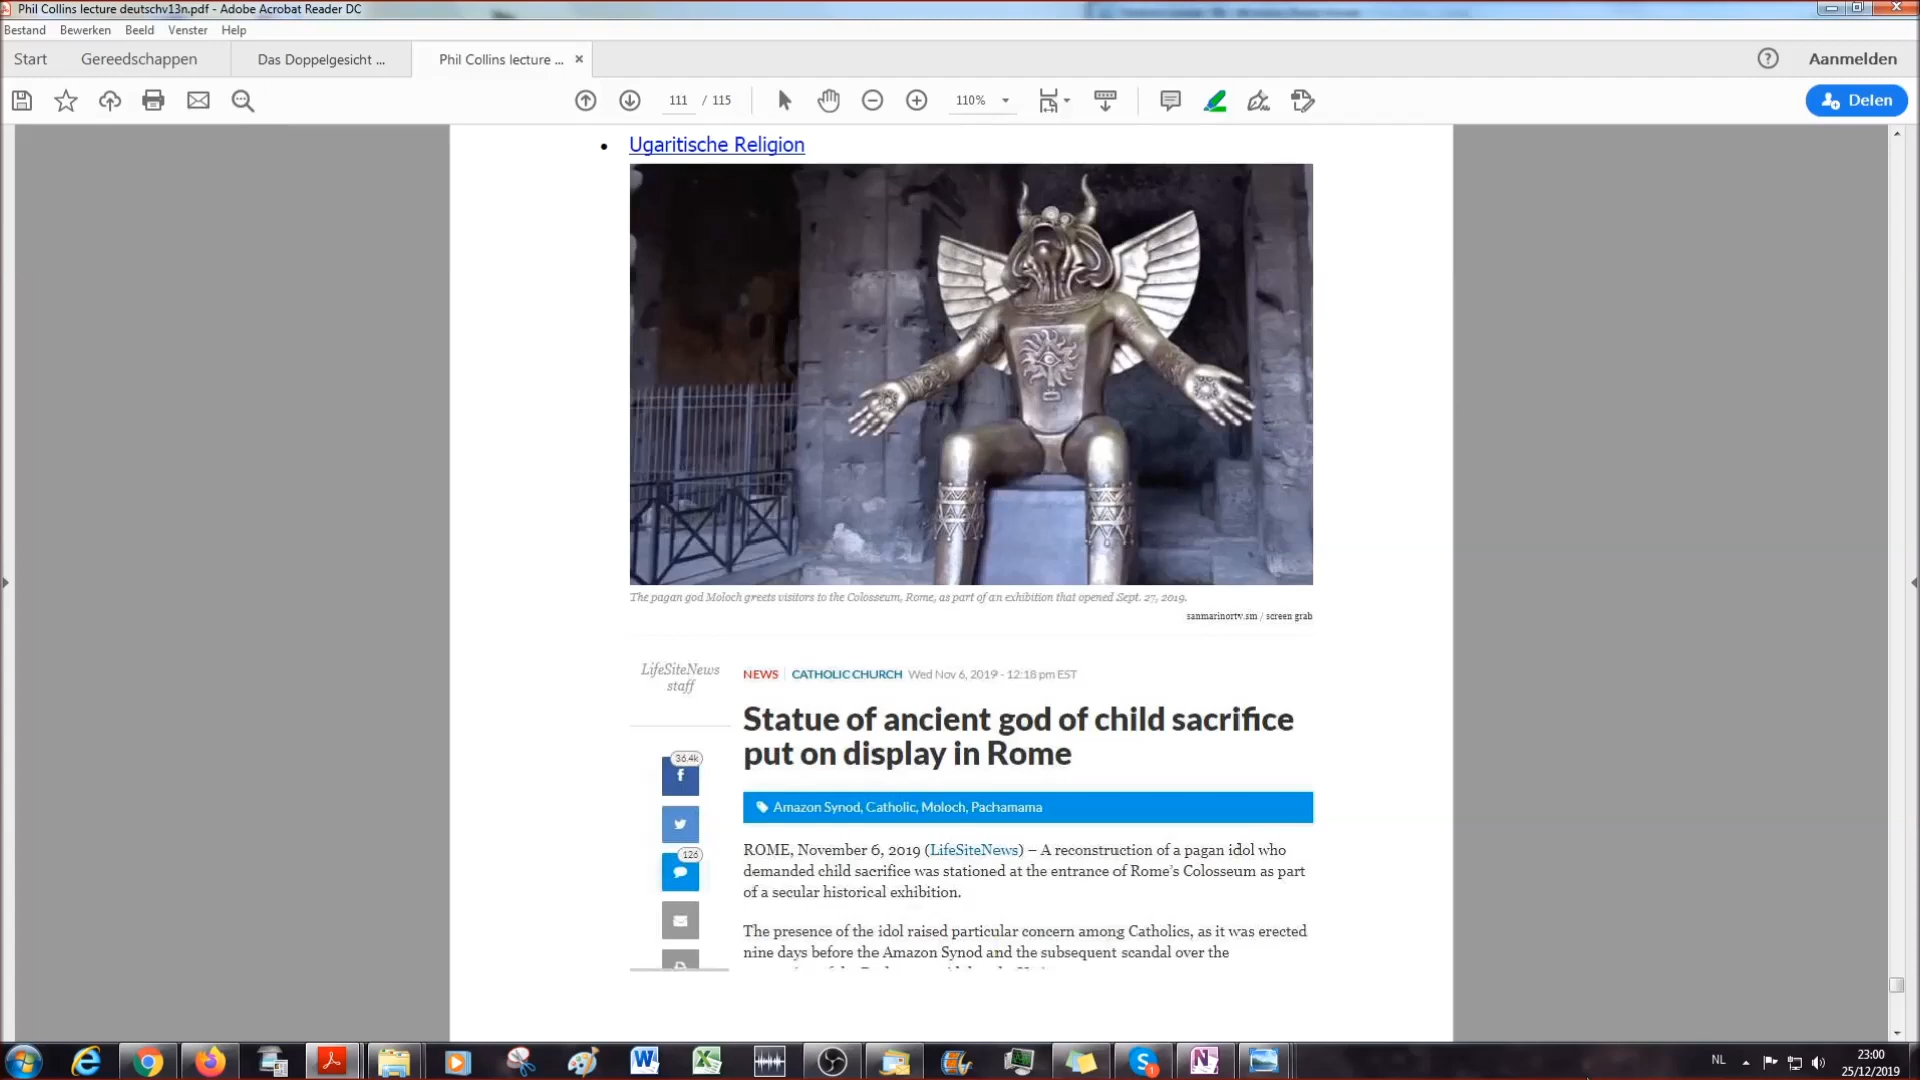 Phil Collins lecture deutschv13n.pdf - Adobe Acrobat Reader DC
Bestand Bewerken Beeld Venster Help
Start Gereedschappen Das Doppelgesicht ... Phil Collins lecture ... × Aanmelden
111 / 115 110% Delen
• Ugaritische Religion
The pagan god Moloch greets visitors to the Colosseum, Rome, as part of an exhibition that opened Sept. 27, 2019.
sanmarinortv.sm / screen grab
LifeSiteNews
staff
NEWS | CATHOLIC CHURCH Wed Nov 6, 2019 - 12:18 pm EST
Statue of ancient god of child sacrifice
put on display in Rome
36.4k
Amazon Synod, Catholic, Moloch, Pachamama
126
ROME, November 6, 2019 (LifeSiteNews) – A reconstruction of a pagan idol who
demanded child sacrifice was stationed at the entrance of Rome's Colosseum as part
of a secular historical exhibition.
The presence of the idol raised particular concern among Catholics, as it was erected
nine days before the Amazon Synod and the subsequent scandal over the
NL
23:00
25/12/2019